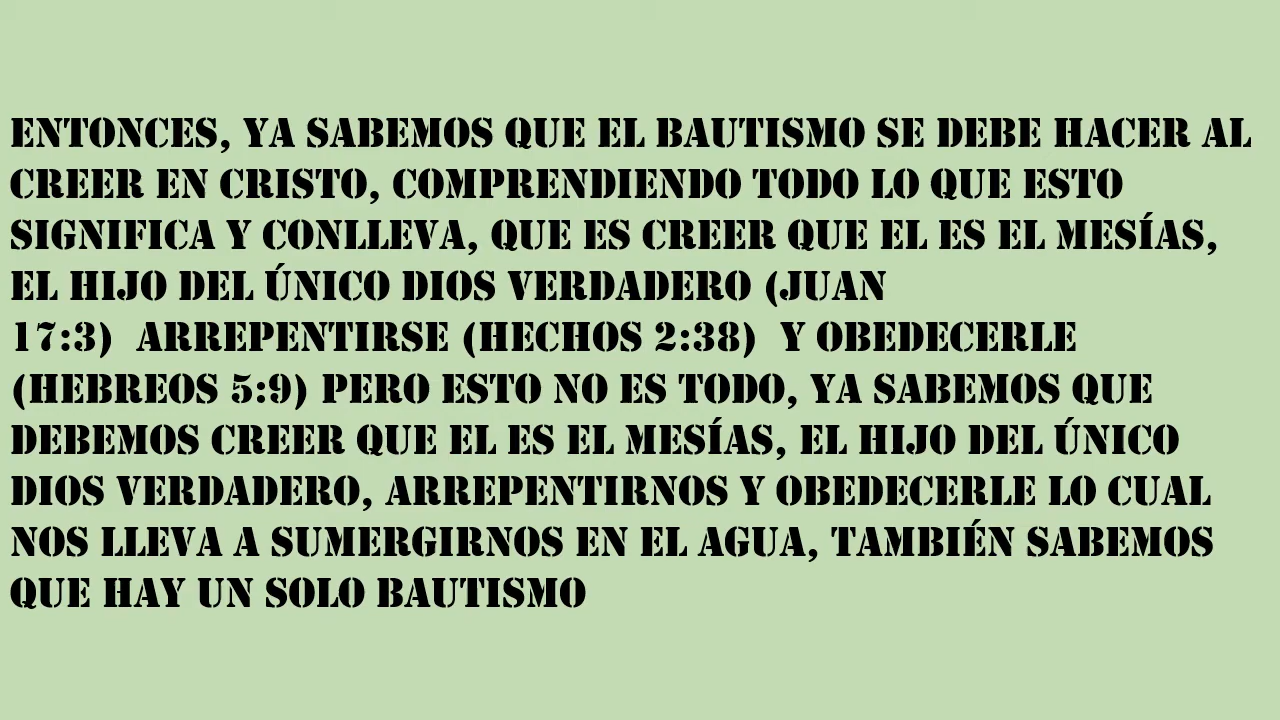 ENTONCES, YA SABEMOS QUE EL BAUTISMO SE DEBE HACER AL
CREER EN CRISTO, COMPRENDIENDO TODO LO QUE ESTO
SIGNIFICA Y CONLLEVA, QUE ES CREER QUE EL ES EL MESÍAS,
EL HIJO DEL ÚNICO DIOS VERDADERO (JUAN
17:3)  ARREPENTIRSE (HECHOS 2:38)  Y OBEDECERLE
(HEBREOS 5:9) PERO ESTO NO ES TODO, YA SABEMOS QUE
DEBEMOS CREER QUE EL ES EL MESÍAS, EL HIJO DEL ÚNICO
DIOS VERDADERO, ARREPENTIRNOS Y OBEDECERLE LO CUAL
NOS LLEVA A SUMERGIRNOS EN EL AGUA, TAMBIÉN SABEMOS
QUE HAY UN SOLO BAUTISMO